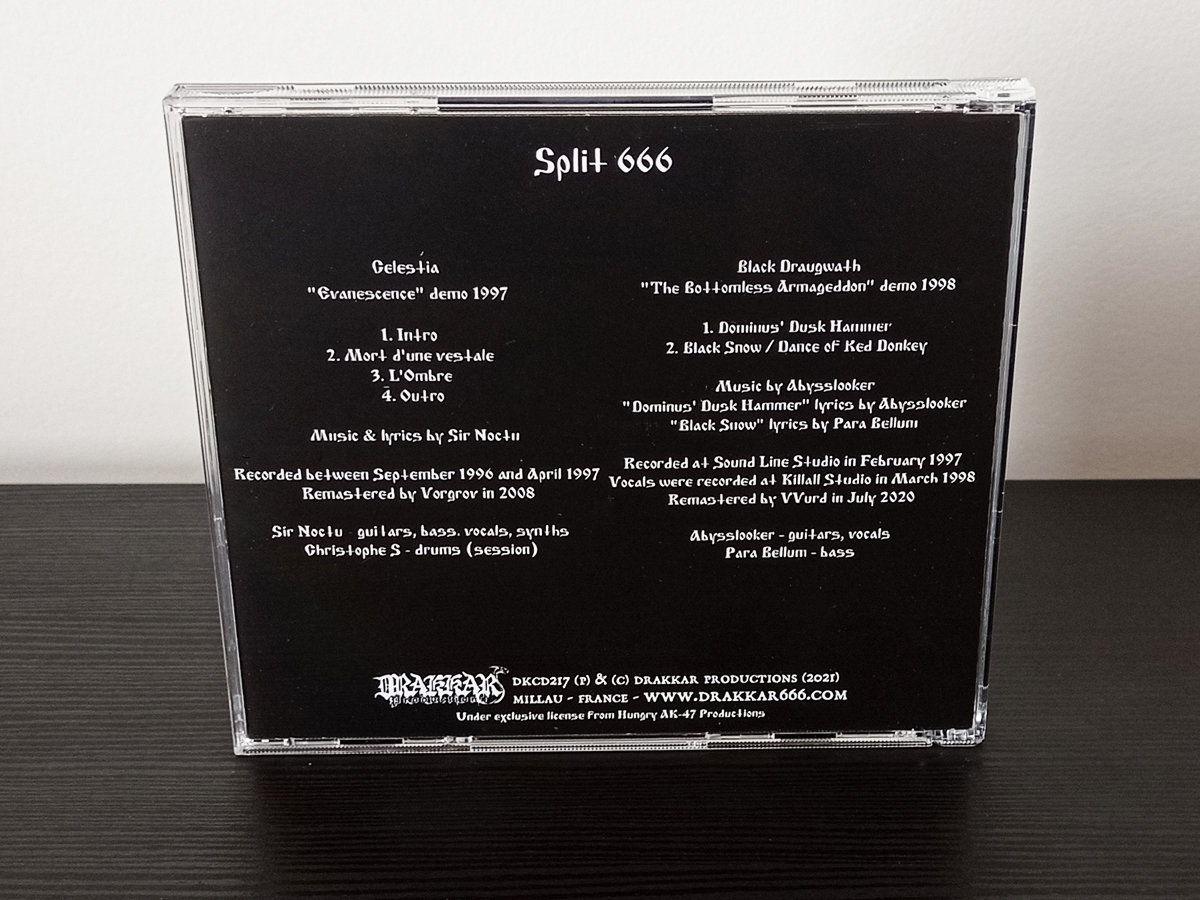 Split 666
Celestia
"Evanescence" demo 1997
1. Intro
2. Mort d'une vestale
3. L'Ombre
4. Outro
Music & lyrics by Sir Noctu
Recorded between September 1996 and April 1997
Remastered by Vorgrov in 2008
Sir Noctu - guitars, bass. vocals, synths
Christophe S - drums (session)
Black Draugwath
"The Bottomless Armageddon" demo 1998
1. Dominus' Dusk Hammer
2. Black Snow / Dance of Ked Donkey
Music by Abysslooker
"Dominus' Dusk Hammer" lyrics by Abysslooker
"Black Snow" lyrics by Para Bellum
Recorded at Sound Line Studio in February 1997
Vocals were recorded at Killall Studio in March 1998
Remastered by VVurd in July 2020
Abysslooker - guitars, vocals
Para Bellum - bass
DRAKKAR
productions
DKCD217 (P) & (C) DRAKKAR PRODUCTIONS (2021)
MILLAU - FRANCE - WWW.DRAKKAR666.COM
Under exclusive license from Hungry AK-47 Productions